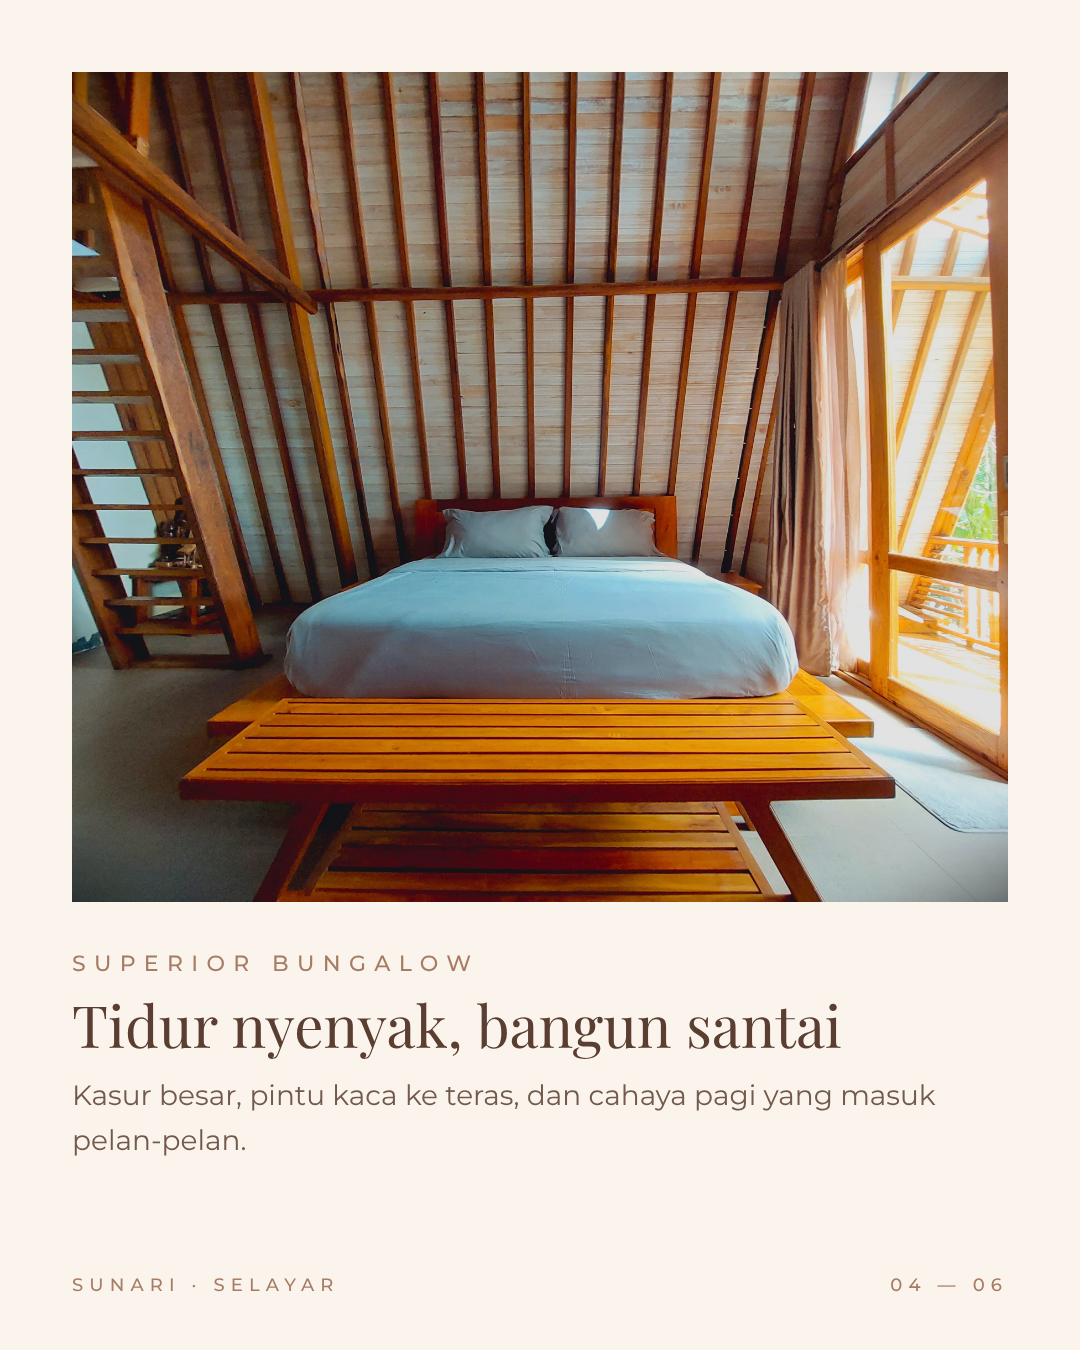 SUPERIOR BUNGALOW
Tidur nyenyak, bangun santai
Kasur besar, pintu kaca ke teras, dan cahaya pagi yang masuk
pelan-pelan.
SUNARI · SELAYAR
04 — 06